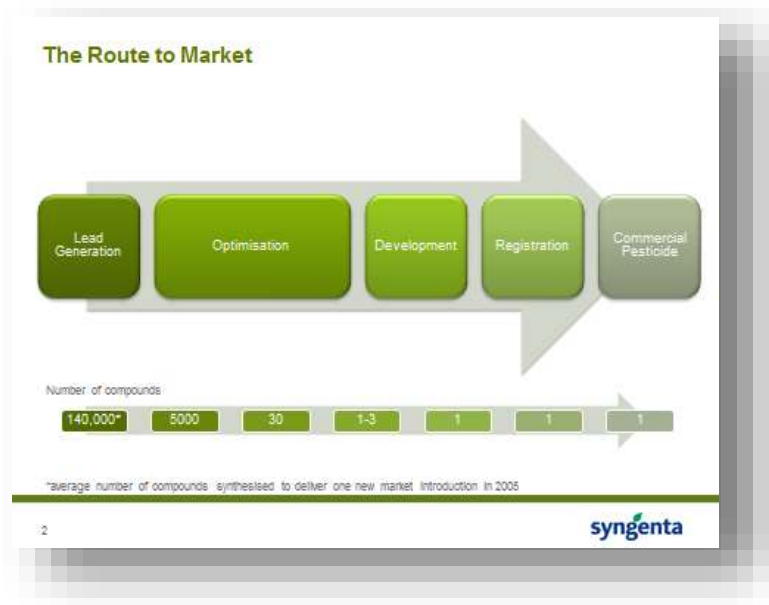 The Route to Market
Lead
Generation
Optimisation
Development
Registration
Commercial
Pesticide
Number of compounds
140,000*
5000
30
1-3
1
1
1
*average number of compounds synthesised to deliver one new market introduction in 2005
2
syngenta